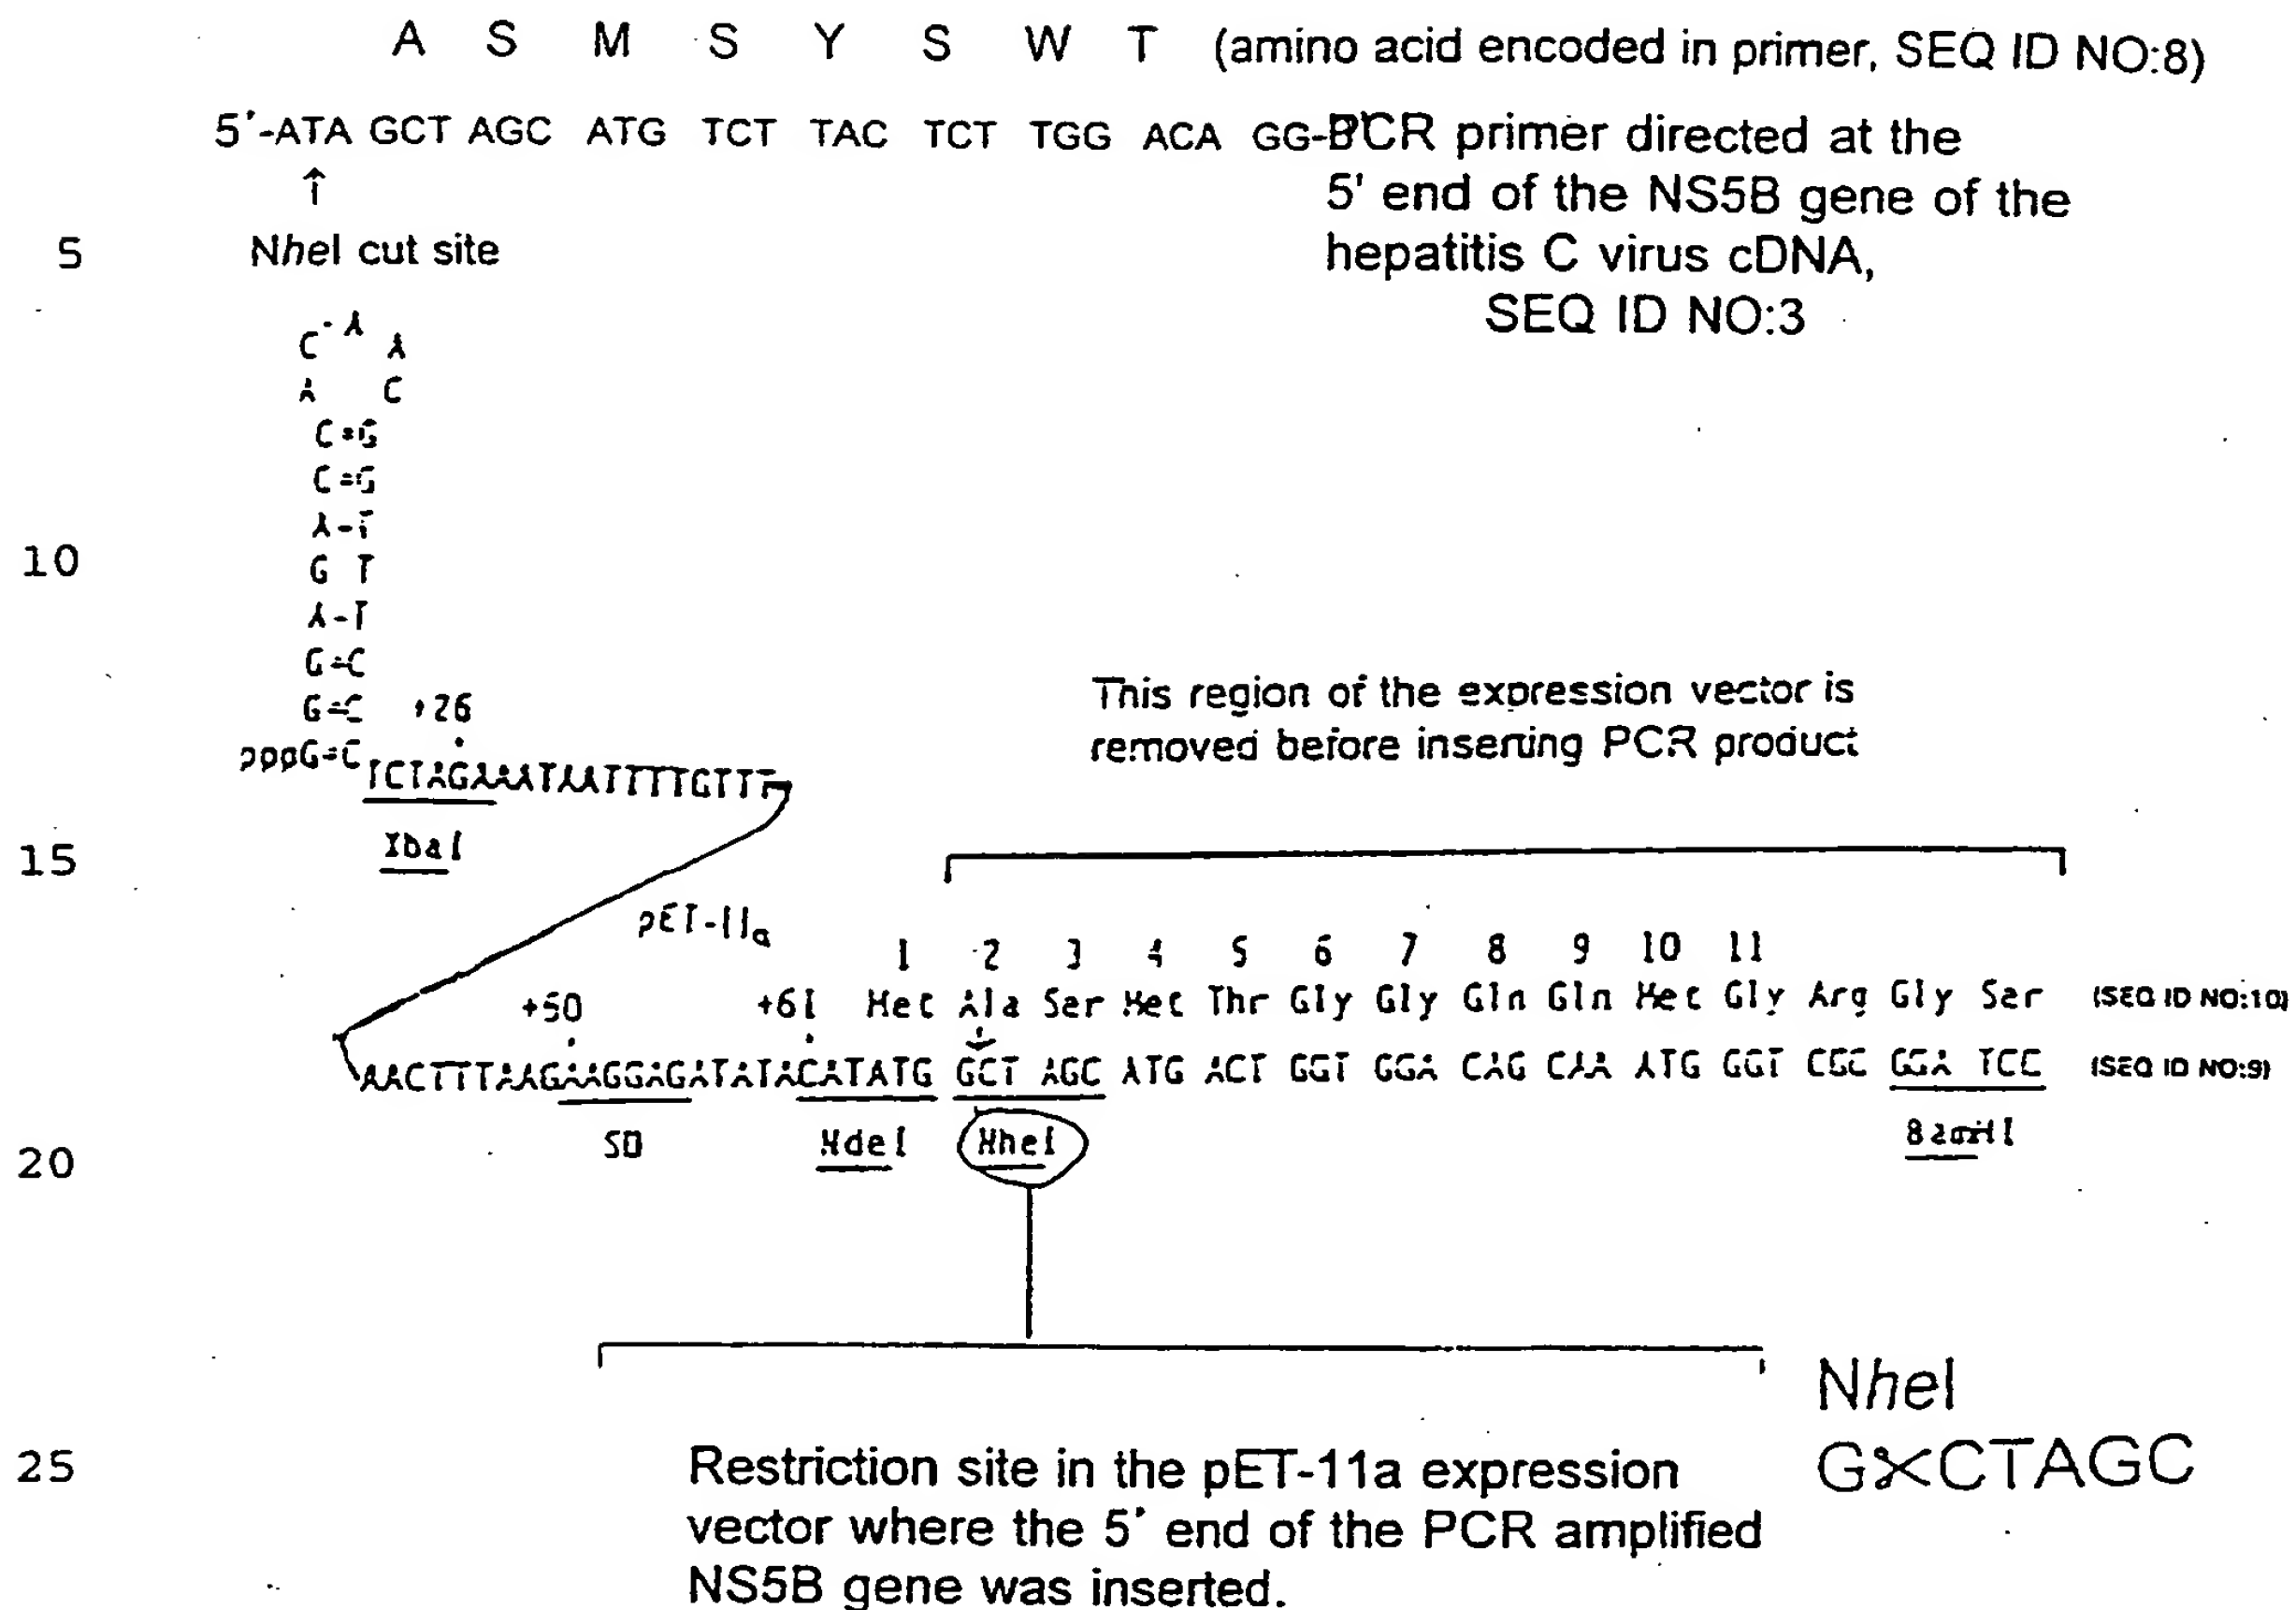 A S M S Y S W T (amino acid encoded in primer, SEQ ID NO:8)
5'-ATA GCT AGC ATG TCT TAC TCT TGG ACA GG-
PCR primer directed at the
5' end of the NS5B gene of the
hepatitis C virus cDNA,
SEQ ID NO:3
↑
NheI cut site
5
C-A A
A C
C=G
C=G
A-T
10
G T
A-T
G=C
G=C +26
pppG=C TCTAGAAATAATTTTGTTT
XbaI
This region of the expression vector is
removed before inserting PCR product
15
pET-11a
1 2 3 4 5 6 7 8 9 10 11
+50 +61 Met Ala Ser Met Thr Gly Gly Gln Gln Met Gly Arg Gly Ser (SEQ ID NO:10)
AACTTTAAGAAGGAGATATACATATG GCT AGC ATG ACT GGT GGA CAG CAA ATG GGT CGC GGA TCC (SEQ ID NO:9)
SD NdeI NheI BamHI
20
NheI
25
G✂CTAGC
Restriction site in the pET-11a expression
vector where the 5' end of the PCR amplified
NS5B gene was inserted.